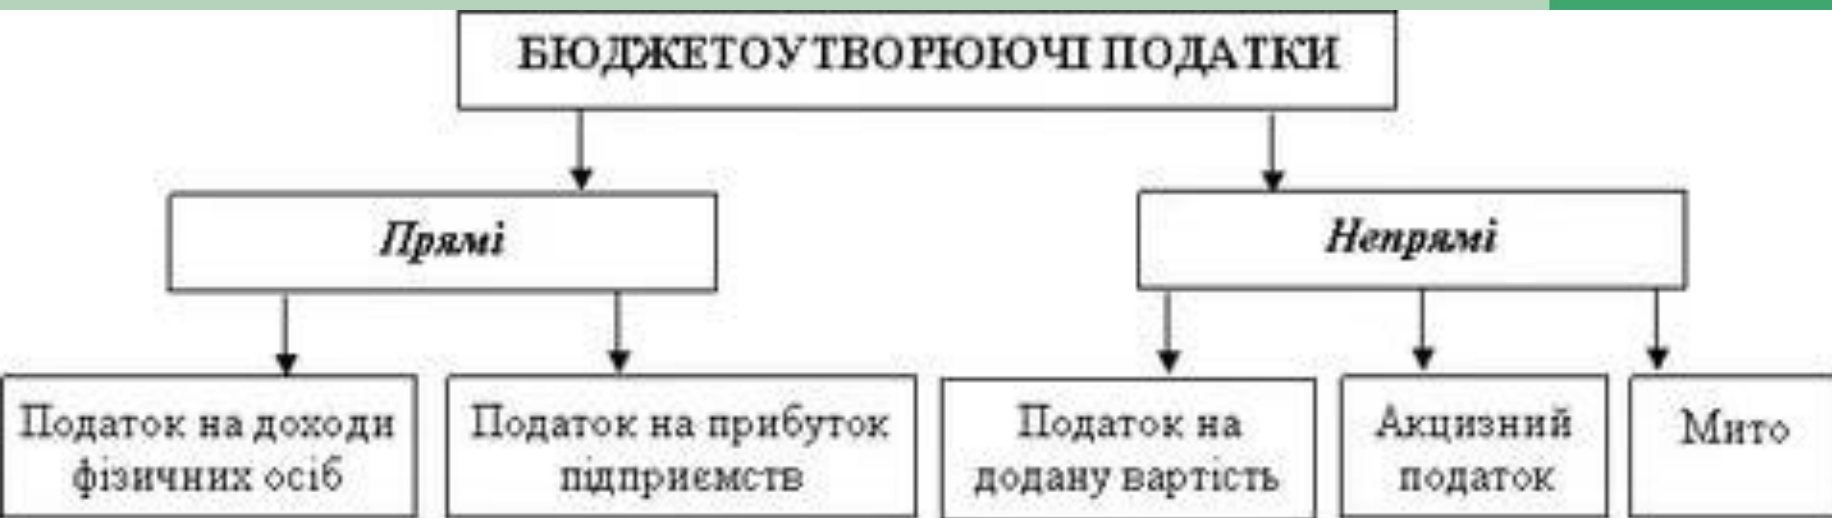 БЮДЖЕТОУТВОРЮЮЧІ ПОДАТКИ
Прямі
Непрямі
Податок на доходи
фізичних осіб
Податок на прибуток
підприємств
Податок на
додану вартість
Акцизний
податок
Мито